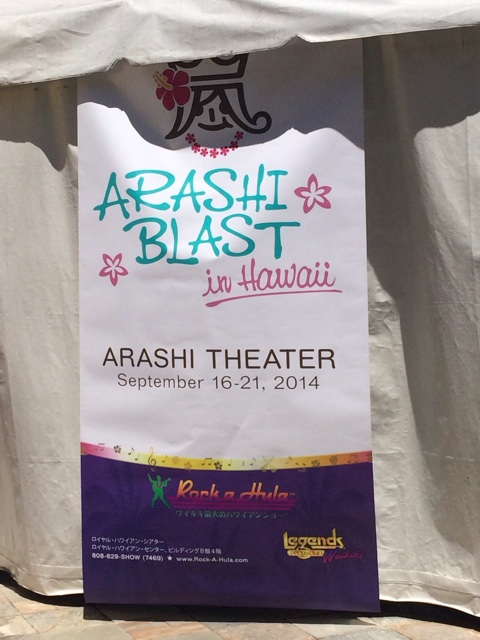 嵐
ARASHI
BLAST
in Hawaii
ARASHI THEATER
September 16-21, 2014
Rock a Hula
ワイキキ最大のハワイアンショー
ロイヤル・ハワイアン・シアター
ロイヤル・ハワイアン・センター、ビルディングB館4階
808-629-SHOW (7469) ★ www.Rock-A-Hula.com
Legends
Waikiki